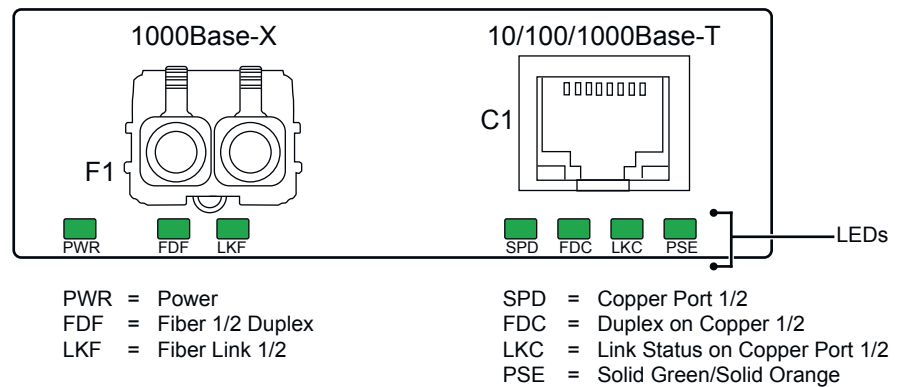 1000Base-X
10/100/1000Base-T
F1
C1
PWR
FDF
LKF
SPD
FDC
LKC
PSE
LEDs
PWR = Power
FDF = Fiber 1/2 Duplex
LKF = Fiber Link 1/2
SPD = Copper Port 1/2
FDC = Duplex on Copper 1/2
LKC = Link Status on Copper Port 1/2
PSE = Solid Green/Solid Orange